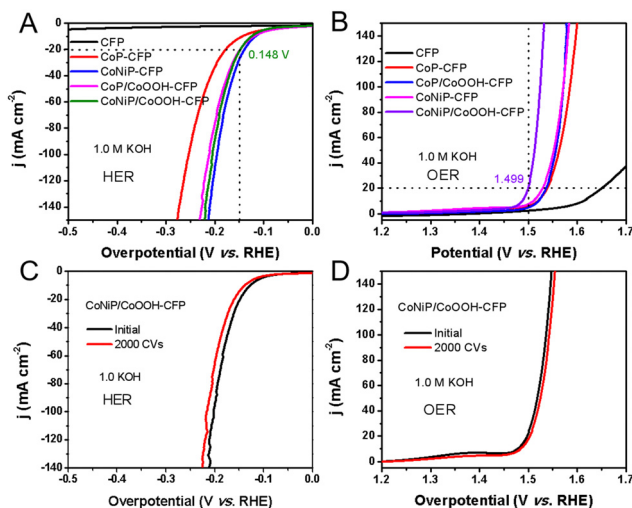 A
j (mA cm⁻²)
0
-20
-40
-60
-80
-100
-120
-140
CFP
CoP-CFP
CoNiP-CFP
CoP/CoOOH-CFP
CoNiP/CoOOH-CFP
0.148 V
1.0 M KOH
HER
-0.5 -0.4 -0.3 -0.2 -0.1 0.0
Overpotential (V vs. RHE)
B
j (mA cm⁻²)
140
120
100
80
60
40
20
0
CFP
CoP-CFP
CoP/CoOOH-CFP
CoNiP-CFP
CoNiP/CoOOH-CFP
1.0 M KOH
OER
1.499
1.2 1.3 1.4 1.5 1.6 1.7
Potential (V vs. RHE)
C
j (mA cm⁻²)
0
-20
-40
-60
-80
-100
-120
-140
CoNiP/CoOOH-CFP
Initial
2000 CVs
1.0 KOH
HER
-0.5 -0.4 -0.3 -0.2 -0.1 0.0
Overpotential (V vs. RHE)
D
j (mA cm⁻²)
140
120
100
80
60
40
20
0
CoNiP/CoOOH-CFP
Initial
2000 CVs
1.0 M KOH
OER
1.2 1.3 1.4 1.5 1.6 1.7
Overpotential (V vs. RHE)